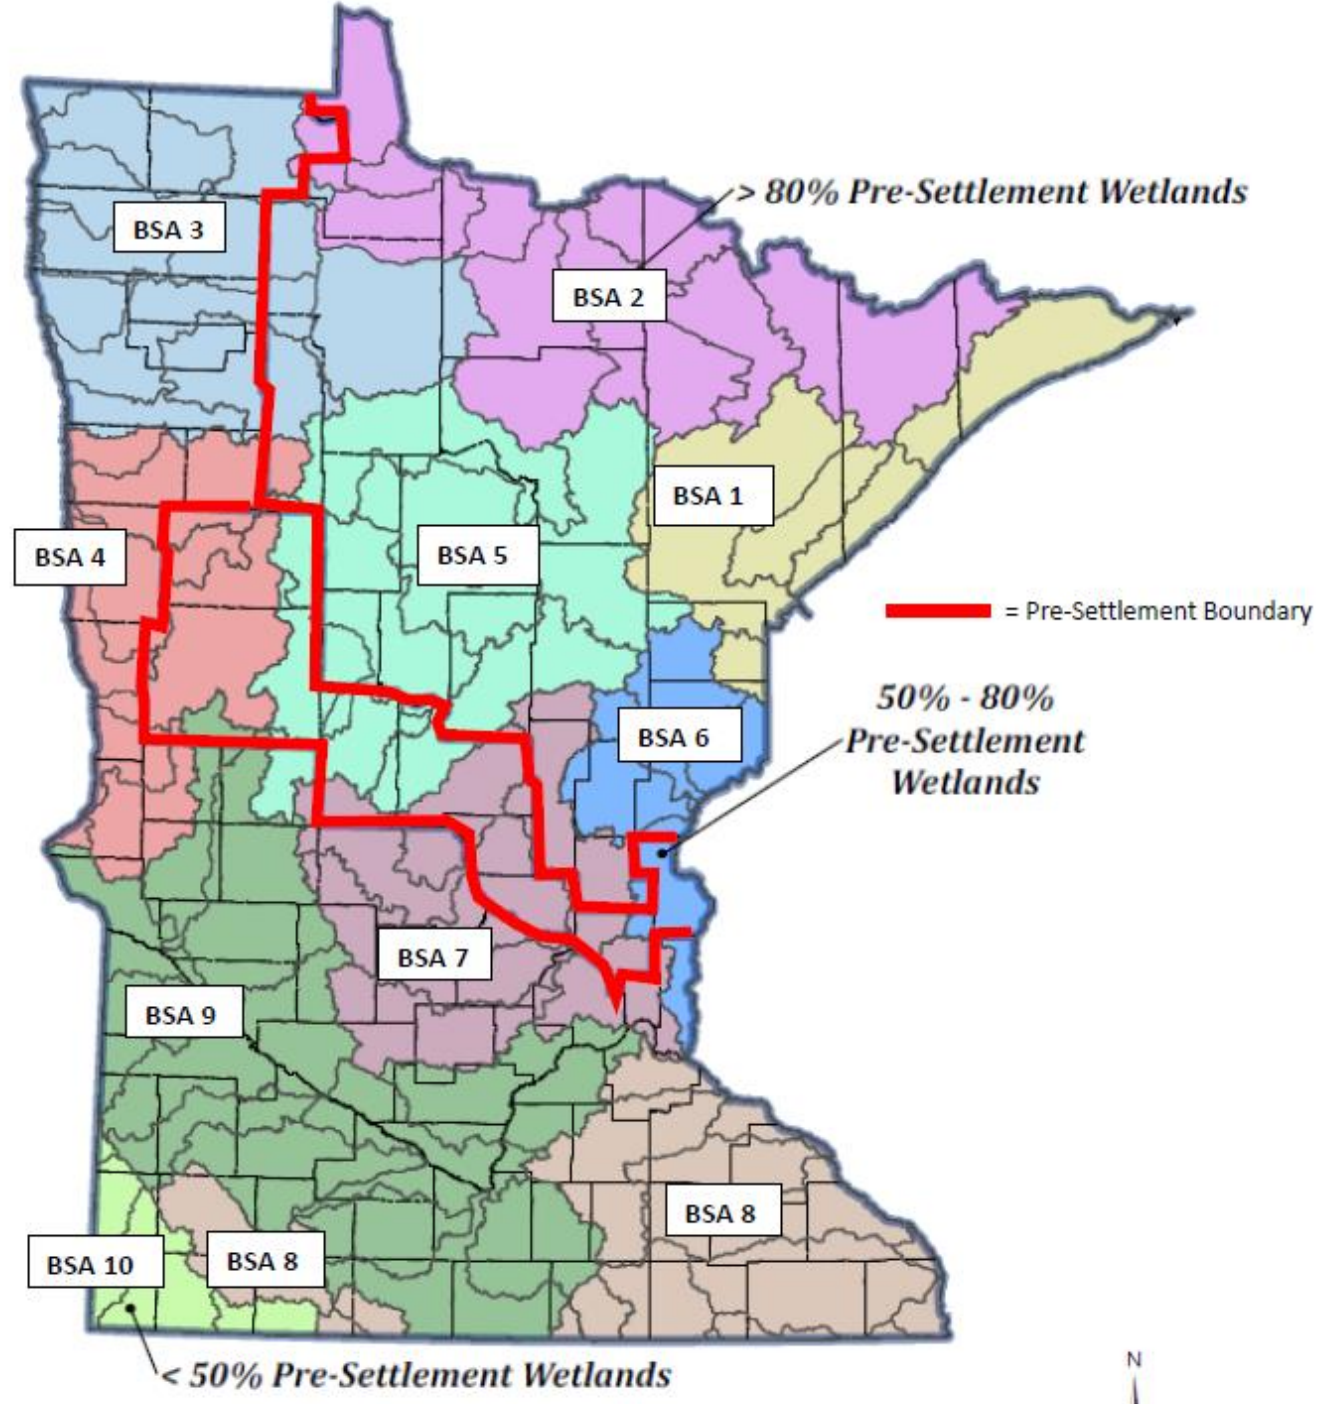 > 80% Pre-Settlement Wetlands
BSA 3
BSA 2
BSA 1
BSA 4
BSA 5
= Pre-Settlement Boundary
50% - 80%
Pre-Settlement
Wetlands
BSA 6
BSA 7
BSA 9
BSA 8
BSA 10
BSA 8
< 50% Pre-Settlement Wetlands
N